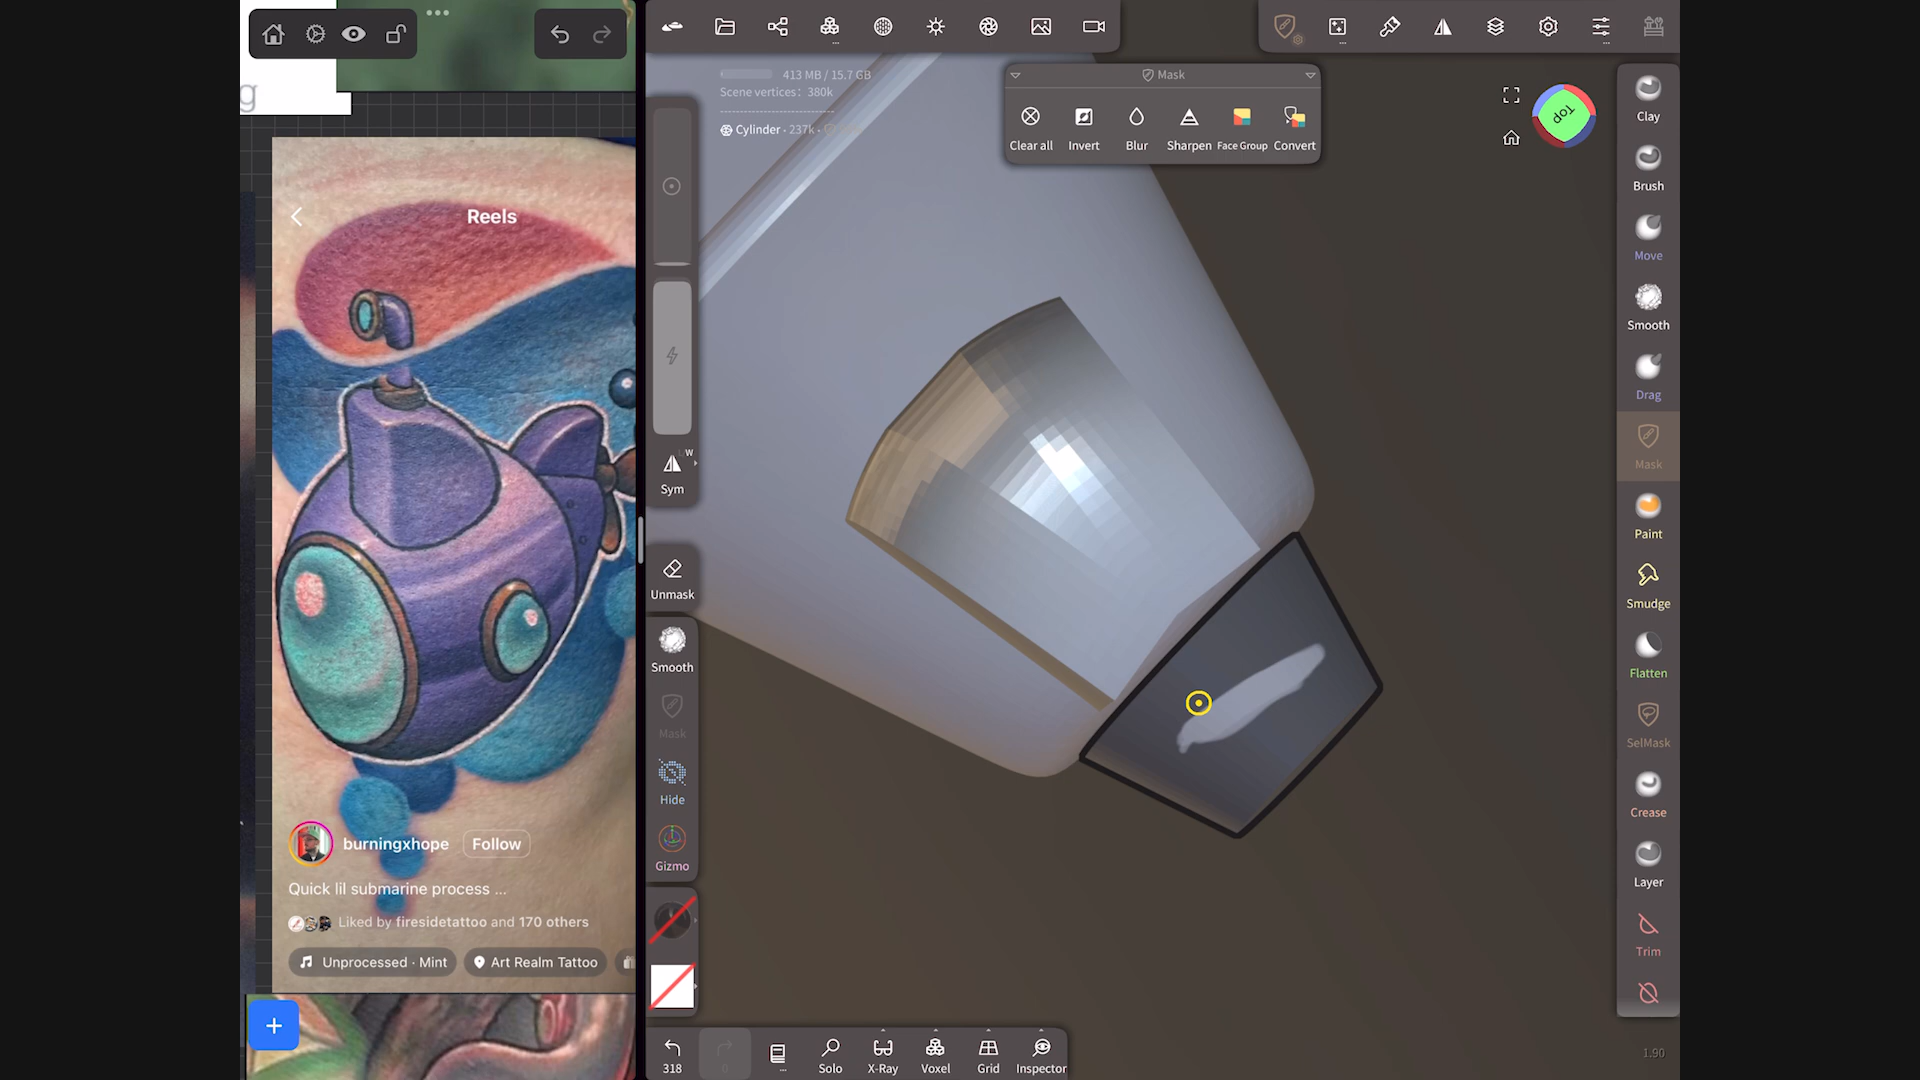 g
Reels
burningxhope
Follow
Quick lil submarine process ...
Liked by firesidetattoo and 170 others
Unprocessed · Mint
Art Realm Tattoo
413 MB / 15.7 GB
Scene vertices: 380k
Cylinder · 237k ·
Mask
Clear all
Invert
Blur
Sharpen
Face Group
Convert
TOP
W
Sym
Unmask
Smooth
Mask
Hide
Gizmo
318
0
Solo
X-Ray
Voxel
Grid
Inspector
Clay
Brush
Move
Smooth
Drag
Mask
Paint
Smudge
Flatten
SelMask
Crease
Layer
Trim
1.90